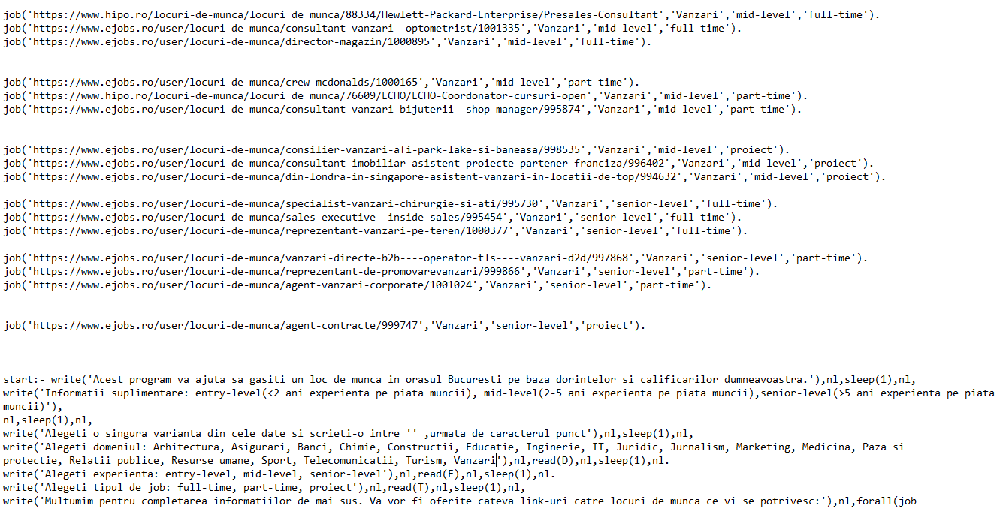 job('https://www.hipo.ro/locuri-de-munca/locuri_de_munca/88334/Hewlett-Packard-Enterprise/Presales-Consultant','Vanzari','mid-level','full-time').
job('https://www.ejobs.ro/user/locuri-de-munca/consultant-vanzari--optometrist/1001335','Vanzari','mid-level','full-time').
job('https://www.ejobs.ro/user/locuri-de-munca/director-magazin/1000895','Vanzari','mid-level','full-time').
job('https://www.ejobs.ro/user/locuri-de-munca/crew-mcdonalds/1000165','Vanzari','mid-level','part-time').
job('https://www.hipo.ro/locuri-de-munca/locuri_de_munca/76609/ECHO/ECHO-Coordonator-cursuri-open','Vanzari','mid-level','part-time').
job('https://www.ejobs.ro/user/locuri-de-munca/consultant-vanzari-bijuterii--shop-manager/995874','Vanzari','mid-level','part-time').
job('https://www.ejobs.ro/user/locuri-de-munca/consilier-vanzari-afi-park-lake-si-baneasa/998535','Vanzari','mid-level','proiect').
job('https://www.ejobs.ro/user/locuri-de-munca/consultant-imobiliar-asistent-proiecte-partener-franciza/996402','Vanzari','mid-level','proiect').
job('https://www.ejobs.ro/user/locuri-de-munca/din-londra-in-singapore-asistent-vanzari-in-locatii-de-top/994632','Vanzari','mid-level','proiect').
job('https://www.ejobs.ro/user/locuri-de-munca/specialist-vanzari-chirurgie-si-ati/995730','Vanzari','senior-level','full-time').
job('https://www.ejobs.ro/user/locuri-de-munca/sales-executive--inside-sales/995454','Vanzari','senior-level','full-time').
job('https://www.ejobs.ro/user/locuri-de-munca/reprezentant-vanzari-pe-teren/1000377','Vanzari','senior-level','full-time').
job('https://www.ejobs.ro/user/locuri-de-munca/vanzari-directe-b2b----operator-tls----vanzari-d2d/997868','Vanzari','senior-level','part-time').
job('https://www.ejobs.ro/user/locuri-de-munca/reprezentant-de-promovarevanzari/999866','Vanzari','senior-level','part-time').
job('https://www.ejobs.ro/user/locuri-de-munca/agent-vanzari-corporate/1001024','Vanzari','senior-level','part-time').
job('https://www.ejobs.ro/user/locuri-de-munca/agent-contracte/999747','Vanzari','senior-level','proiect').
start:- write('Acest program va ajuta sa gasiti un loc de munca in orasul Bucuresti pe baza dorintelor si calificarilor dumneavoastra.'),nl,sleep(1),nl,
write('Informatii suplimentare: entry-level(<2 ani experienta pe piata muncii), mid-level(2-5 ani experienta pe piata muncii),senior-level(>5 ani experienta pe piata
muncii)'),
nl,sleep(1),nl,
write('Alegeti o singura varianta din cele date si scrieti-o intre '' ,urmata de caracterul punct'),nl,sleep(1),nl,
write('Alegeti domeniul: Arhitectura, Asigurari, Banci, Chimie, Constructii, Educatie, Inginerie, IT, Juridic, Jurnalism, Marketing, Medicina, Paza si
protectie, Relatii publice, Resurse umane, Sport, Telecomunicatii, Turism, Vanzari'),nl,read(D),nl,sleep(1),nl.
write('Alegeti experienta: entry-level, mid-level, senior-level'),nl,read(E),nl,sleep(1),nl.
write('Alegeti tipul de job: full-time, part-time, proiect'),nl,read(T),nl,sleep(1),nl,
write('Multumim pentru completarea informatiilor de mai sus. Va vor fi oferite cateva link-uri catre locuri de munca ce vi se potrivesc:'),nl,forall(job